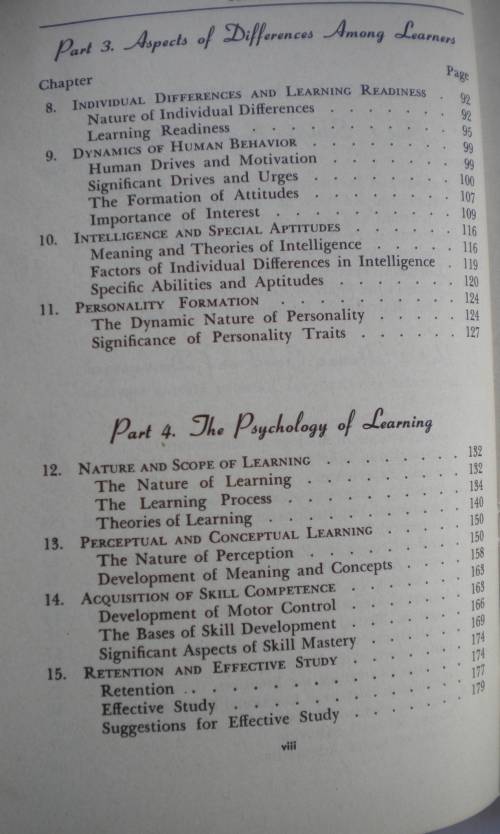 Part 3. Aspects of Differences Among Learners
Chapter Page
8. INDIVIDUAL DIFFERENCES AND LEARNING READINESS . 92
Nature of Individual Differences . . . . . . . 92
Learning Readiness . . . . . . . . . . 95
9. DYNAMICS OF HUMAN BEHAVIOR . . . . . . . . 99
Human Drives and Motivation . . . . . . . 99
Significant Drives and Urges . . . . . . . . 100
The Formation of Attitudes . . . . . . . . 107
Importance of Interest . . . . . . . . . 109
10. INTELLIGENCE AND SPECIAL APTITUDES . . . . . . 116
Meaning and Theories of Intelligence . . . . . 116
Factors of Individual Differences in Intelligence . 119
Specific Abilities and Aptitudes . . . . . . . 120
11. PERSONALITY FORMATION . . . . . . . . . 124
The Dynamic Nature of Personality . . . . . 124
Significance of Personality Traits . . . . . . 127
Part 4. The Psychology of Learning
12. NATURE AND SCOPE OF LEARNING . . . . . . . 132
The Nature of Learning . . . . . . . . 132
The Learning Process . . . . . . . . . 134
Theories of Learning . . . . . . . . . . 140
13. PERCEPTUAL AND CONCEPTUAL LEARNING . . . . . 150
The Nature of Perception . . . . . . . . 150
Development of Meaning and Concepts . . . . 158
14. ACQUISITION OF SKILL COMPETENCE . . . . . . 163
Development of Motor Control . . . . . . 163
The Bases of Skill Development . . . . . . 166
Significant Aspects of Skill Mastery . . . . . 169
15. RETENTION AND EFFECTIVE STUDY . . . . . . 174
Retention . . . . . . . . . . . . . 174
Effective Study . . . . . . . . . . . 177
Suggestions for Effective Study . . . . . . 179
viii